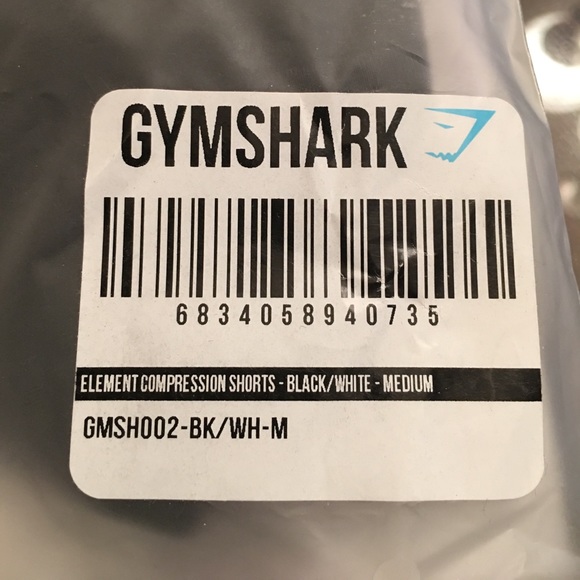 GYMSHARK
6834058940735
ELEMENT COMPRESSION SHORTS - BLACK/WHITE - MEDIUM
GMSH002-BK/WH-M